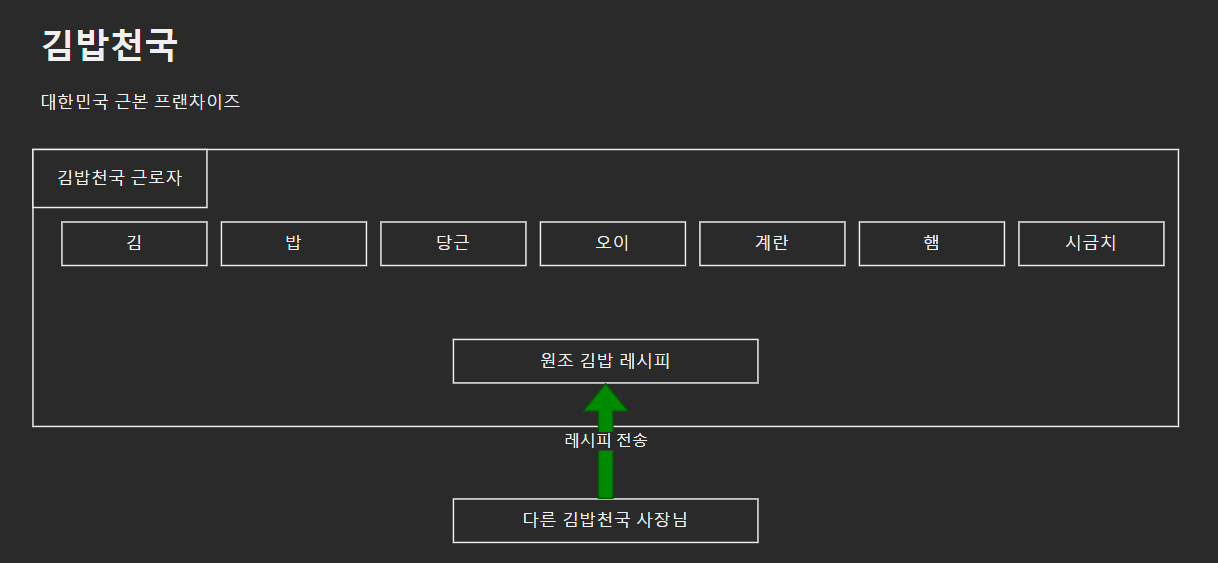 김밥천국
대한민국 근본 프랜차이즈
김밥천국 근로자
김
밥
당근
오이
계란
햄
시금치
원조 김밥 레시피
레시피 전송
다른 김밥천국 사장님